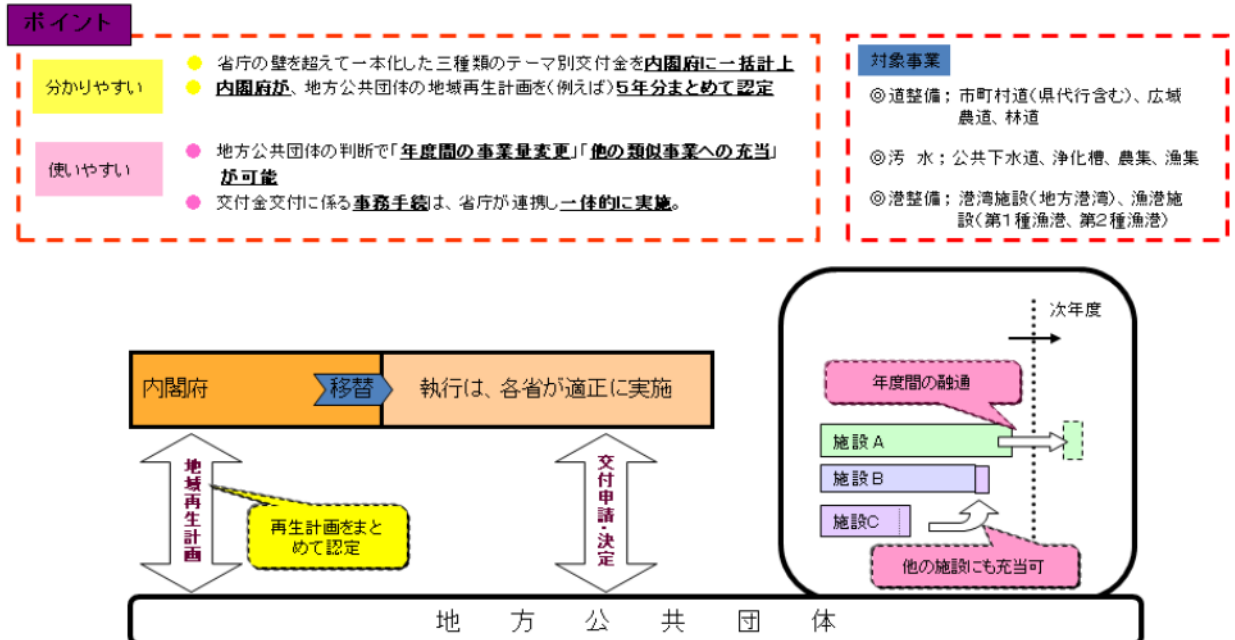 ポイント
分かりやすい
● 省庁の壁を超えて一本化した三種類のテーマ別交付金を内閣府に一括計上
● 内閣府が、地方公共団体の地域再生計画を(例えば)5年分まとめて認定
使いやすい
● 地方公共団体の判断で「年度間の事業量変更」「他の類似事業への充当」
が可能
● 交付金交付に係る事務手続は、省庁が連携し一体的に実施。
対象事業
◎道整備；市町村道(県代行含む)、広域
農道、林道
◎汚 水；公共下水道、浄化槽、農集、漁集
◎港整備；港湾施設(地方港湾)、漁港施
設(第1種漁港、第2種漁港)
内閣府
移替
執行は、各省が適正に実施
地域再生計画
再生計画をまと
めて認定
交付申請・決定
次年度
年度間の融通
施設A
施設B
施設C
他の施設にも充当可
地方公共団体